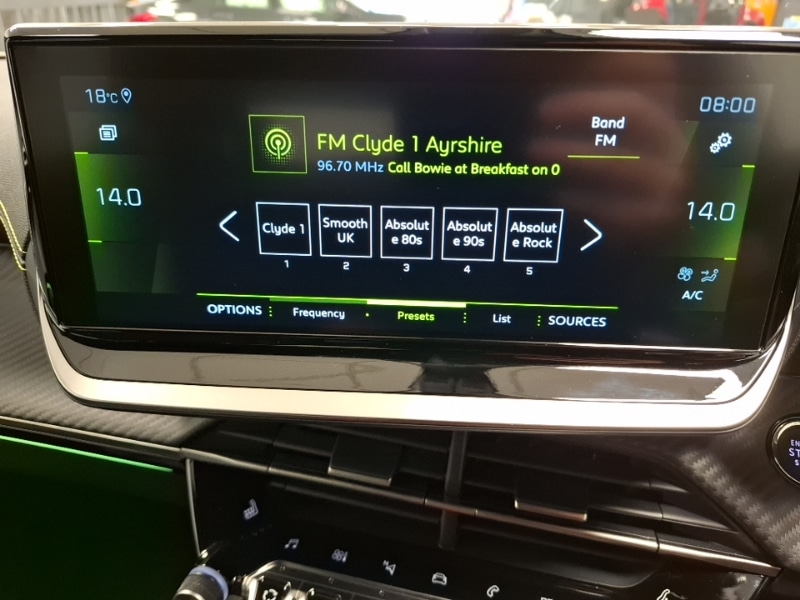 18°C
08:00
FM Clyde 1 Ayrshire
Band
FM
96.70 MHz Call Bowie at Breakfast on 0
14.0
14.0
Clyde 1
Smooth
UK
Absolut
e 80s
Absolut
e 90s
Absolut
e Rock
1
2
3
4
5
A/C
OPTIONS
Frequency
Presets
List
SOURCES